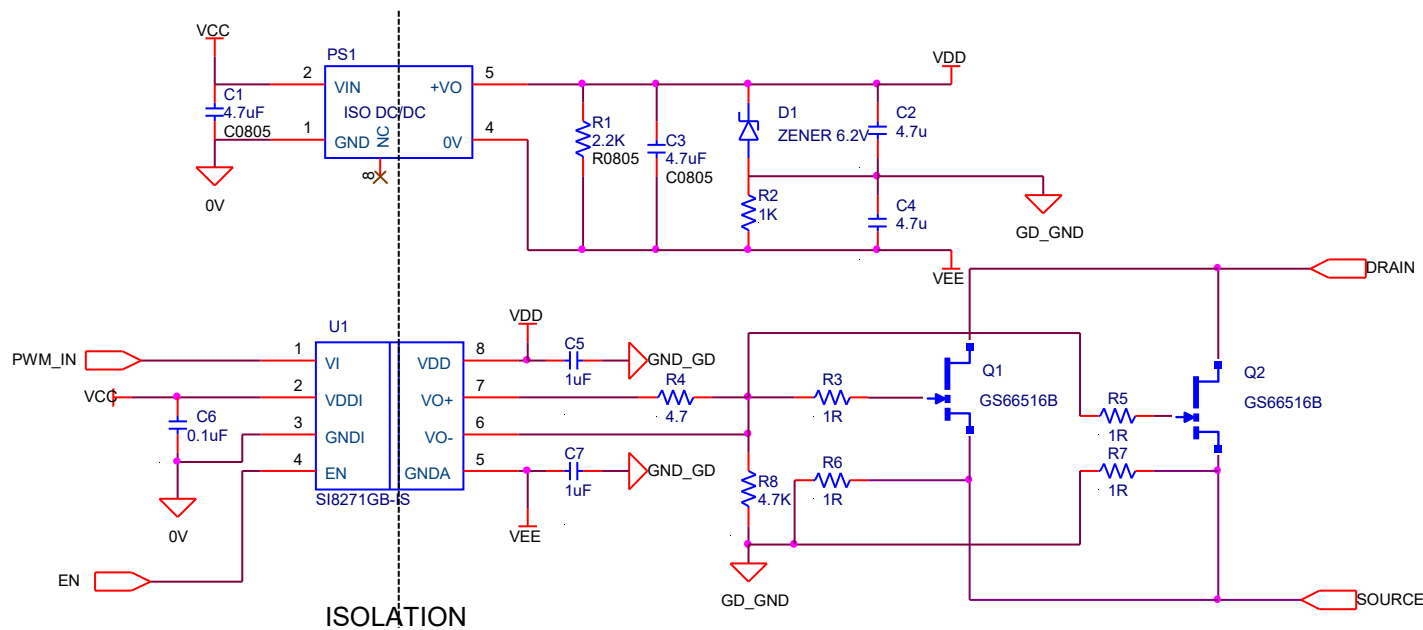 VCC
PS1
2
VIN
+VO
5
VDD
C1
4.7uF
C0805
ISO DC/DC
R1
2.2K
R0805
C3
4.7uF
C0805
D1
ZENER 6.2V
C2
4.7u
1
GND
NC
0V
4
8
0V
R2
1K
C4
4.7u
GD_GND
VEE
DRAIN
U1
VDD
PWM_IN
1
VI
VDD
8
C5
1uF
GND_GD
VCC
2
VDDI
VO+
7
R4
4.7
R3
1R
Q1
GS66516B
Q2
GS66516B
C6
0.1uF
3
GNDI
VO-
6
R5
1R
4
EN
GNDA
5
C7
1uF
GND_GD
R8
4.7K
R6
1R
R7
1R
SI8271GB-IS
0V
VEE
EN
GD_GND
SOURCE
ISOLATION